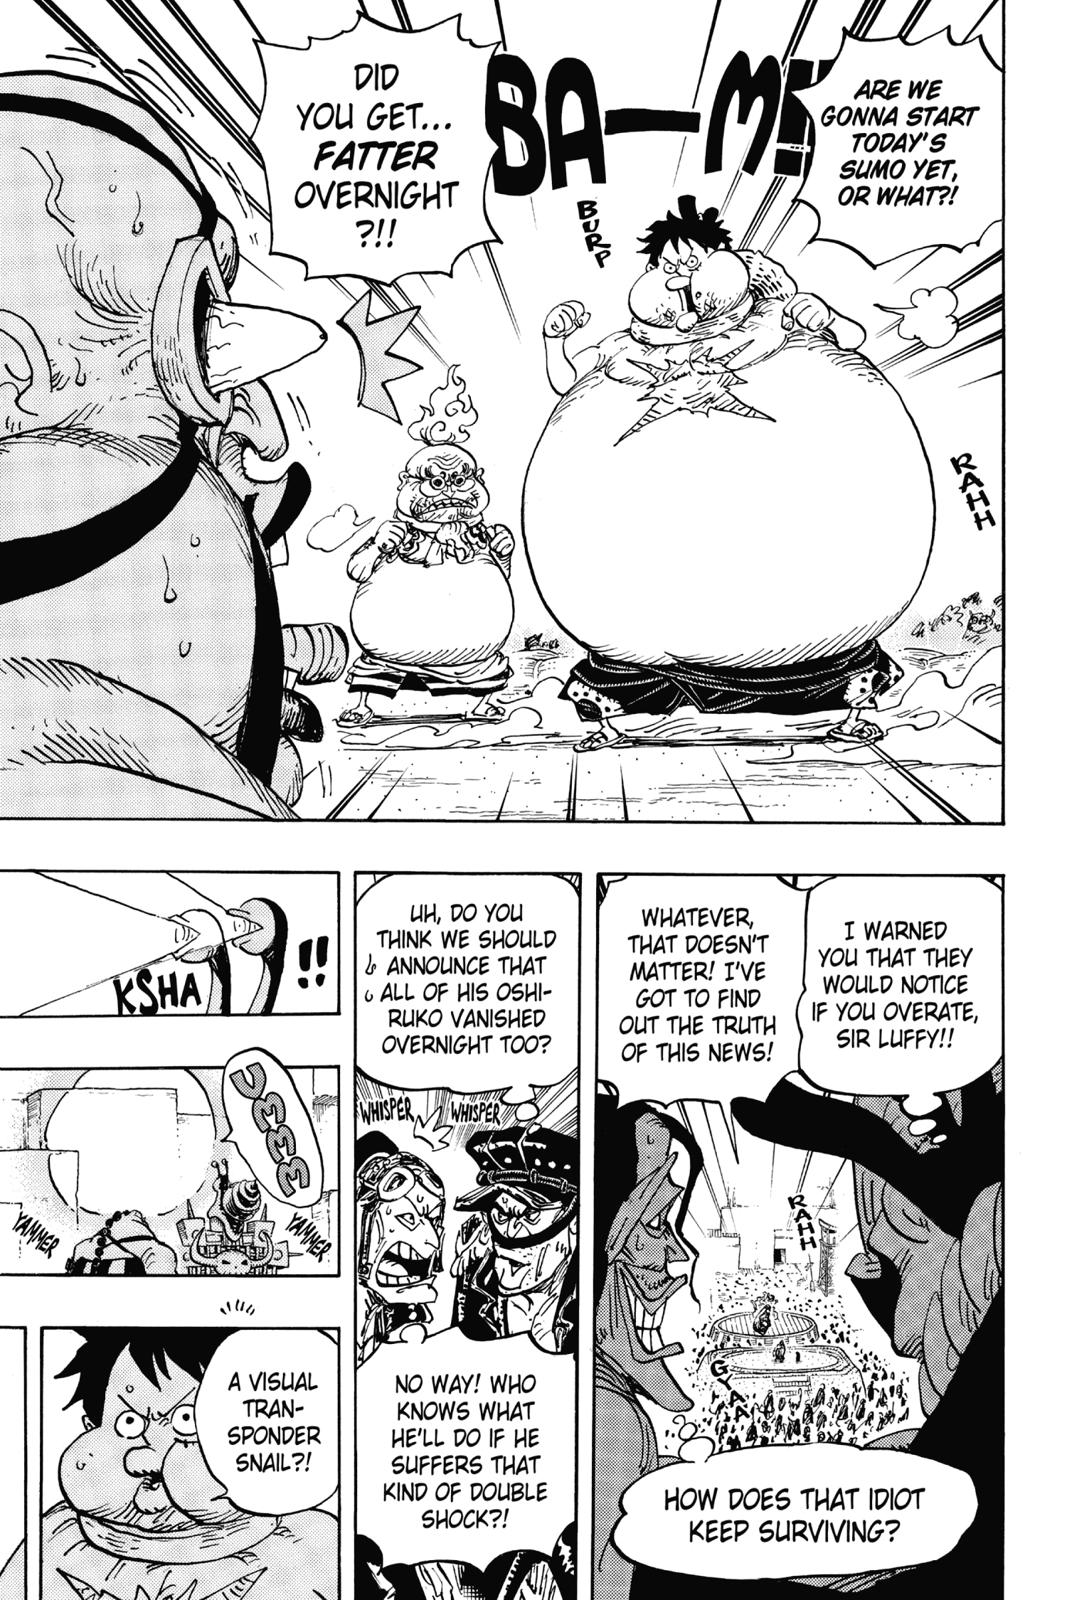 ARE WE
GONNA START
TODAY'S
SUMO YET,
OR WHAT?!
BA—M!!
DID
YOU GET...
FATTER
OVERNIGHT
?!!
BURP
RAHH
I WARNED
YOU THAT THEY
WOULD NOTICE
IF YOU OVERATE,
SIR LUFFY!!
WHATEVER,
THAT DOESN'T
MATTER! I'VE
GOT TO FIND
OUT THE TRUTH
OF THIS NEWS!
RAHH
GYAA
HOW DOES THAT IDIOT
KEEP SURVIVING?
UH, DO YOU
THINK WE SHOULD
ANNOUNCE THAT
ALL OF HIS OSHI-
RUKO VANISHED
OVERNIGHT TOO?
WHISPER
WHISPER
NO WAY! WHO
KNOWS WHAT
HE'LL DO IF HE
SUFFERS THAT
KIND OF DOUBLE
SHOCK?!
!!
KSHA
YAMMER
YAMMER
A VISUAL
TRAN-
SPONDER
SNAIL?!